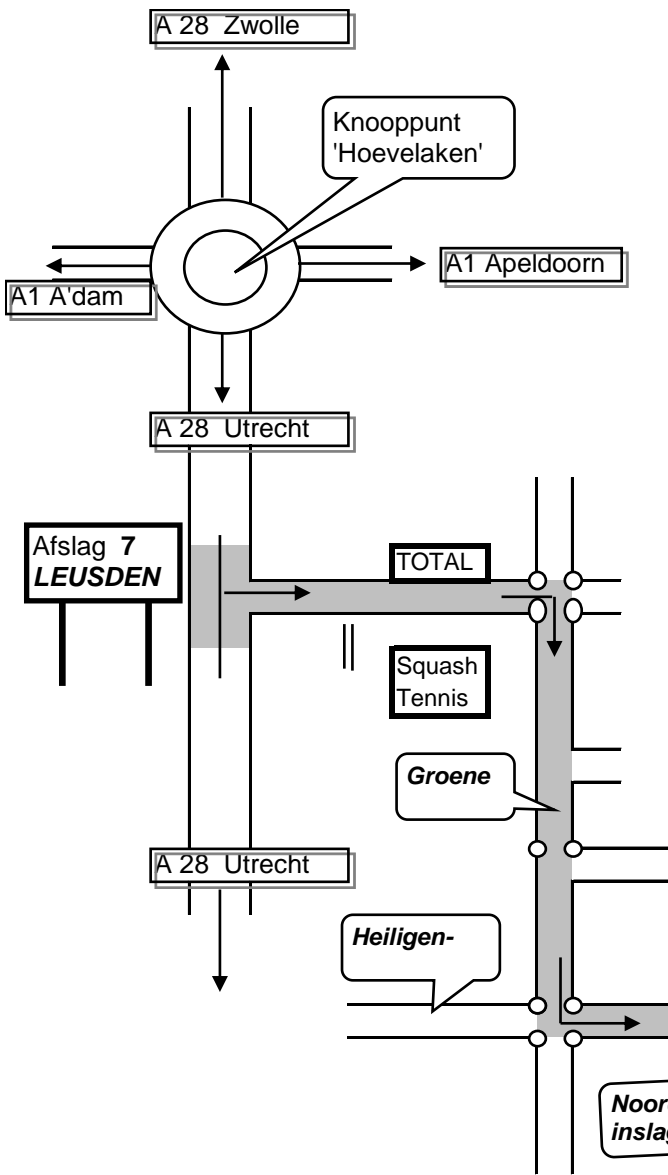 A 28 Zwolle
Knooppunt
'Hoevelaken'
A1 Apeldoorn
A1 A'dam
A 28 Utrecht
Afslag 7
LEUSDEN
TOTAL
Squash
Tennis
Groene
A 28 Utrecht
Heiligen-